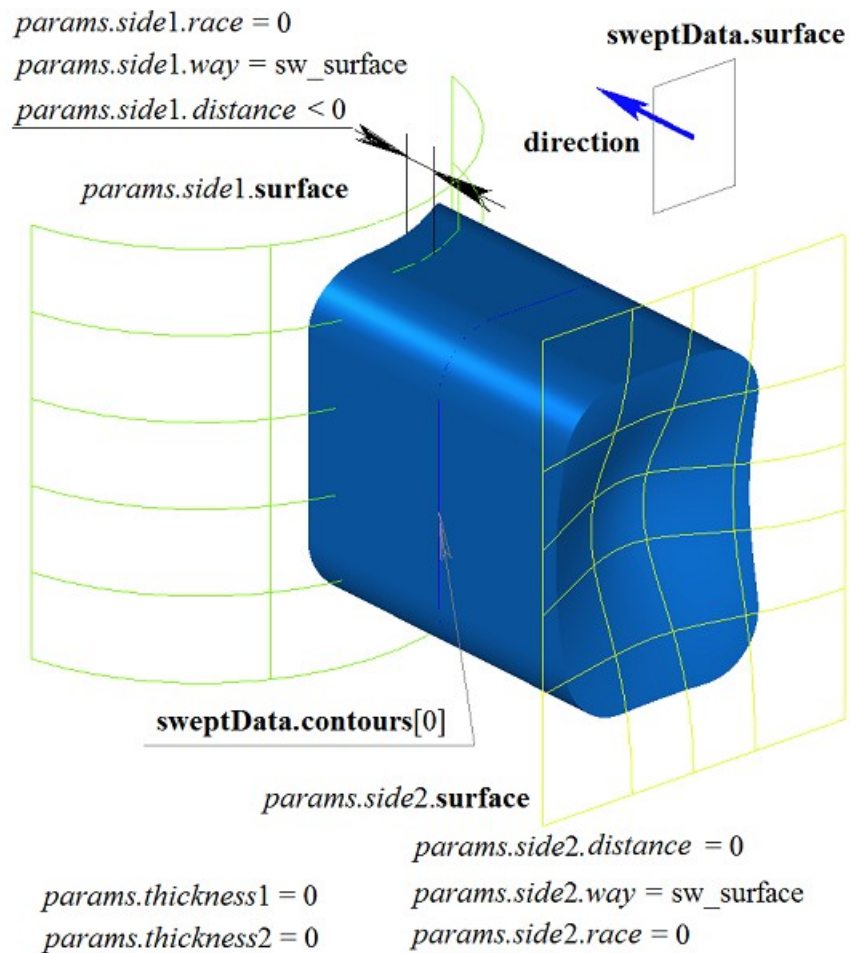 params.side1.race = 0
params.side1.way = sw_surface
params.side1.distance < 0
sweptData.surface
direction
params.side1.surface
sweptData.contours[0]
params.side2.surface
params.side2.distance = 0
params.thickness1 = 0
params.side2.way = sw_surface
params.thickness2 = 0
params.side2.race = 0